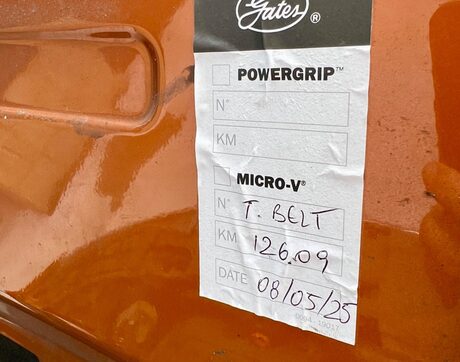 Gates®
POWERGRIP™
N°
KM
MICRO-V®
N° T. BELT
KM 126.09
DATE 08/05/25